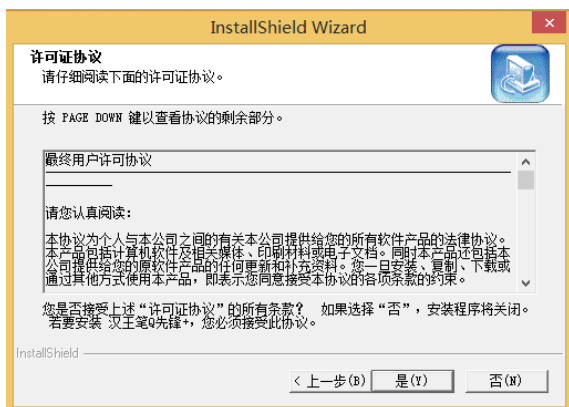 InstallShield Wizard
许可证协议
请仔细阅读下面的许可证协议。
按 PAGE DOWN 键以查看协议的剩余部分。
最终用户许可协议
请您认真阅读:
本协议为个人与本公司之间的有关本公司提供给您的所有软件产品的法律协议。
本产品包括计算机软件及相关媒体、印刷材料或电子文档。同时本产品还包括本
公司提供给您的原软件产品的任何更新和补充资料。您一旦安装、复制、下载或
通过其他方式使用本产品，即表示您同意接受本协议的各项条款的约束。
您是否接受上述“许可证协议”的所有条款？ 如果选择“否”，安装程序将关闭。
若要安装 汉王笔Q先锋+，您必须接受此协议。
InstallShield
< 上一步(B)
是(Y)
否(N)